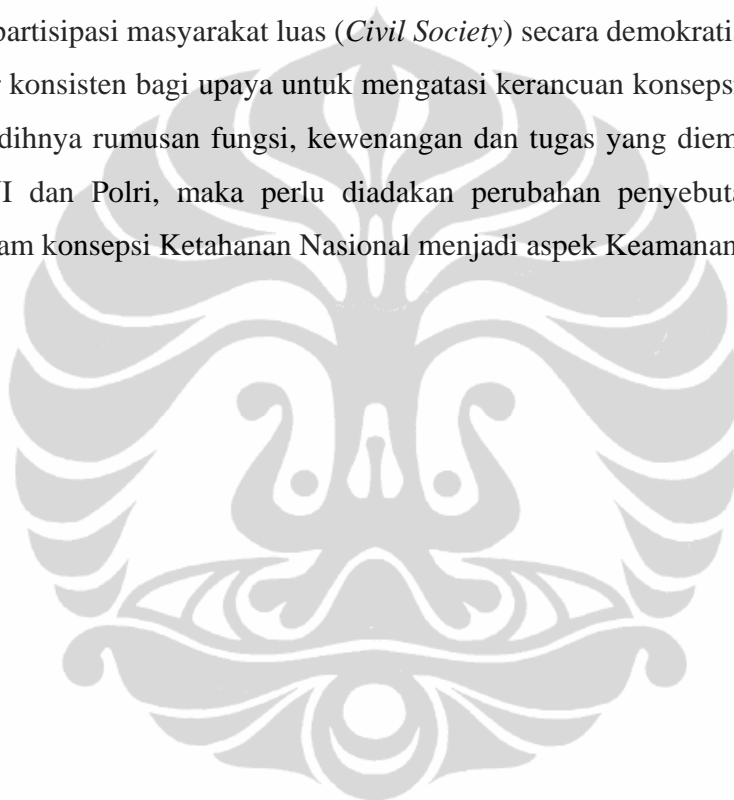 partisipasi masyarakat luas (Civil Society) secara demokrati
konsisten bagi upaya untuk mengatasi kerancuan konsepsi
dihnya rumusan fungsi, kewenangan dan tugas yang diem
I dan Polri, maka perlu diadakan perubahan penyebuta
am konsepsi Ketahanan Nasional menjadi aspek Keamanan